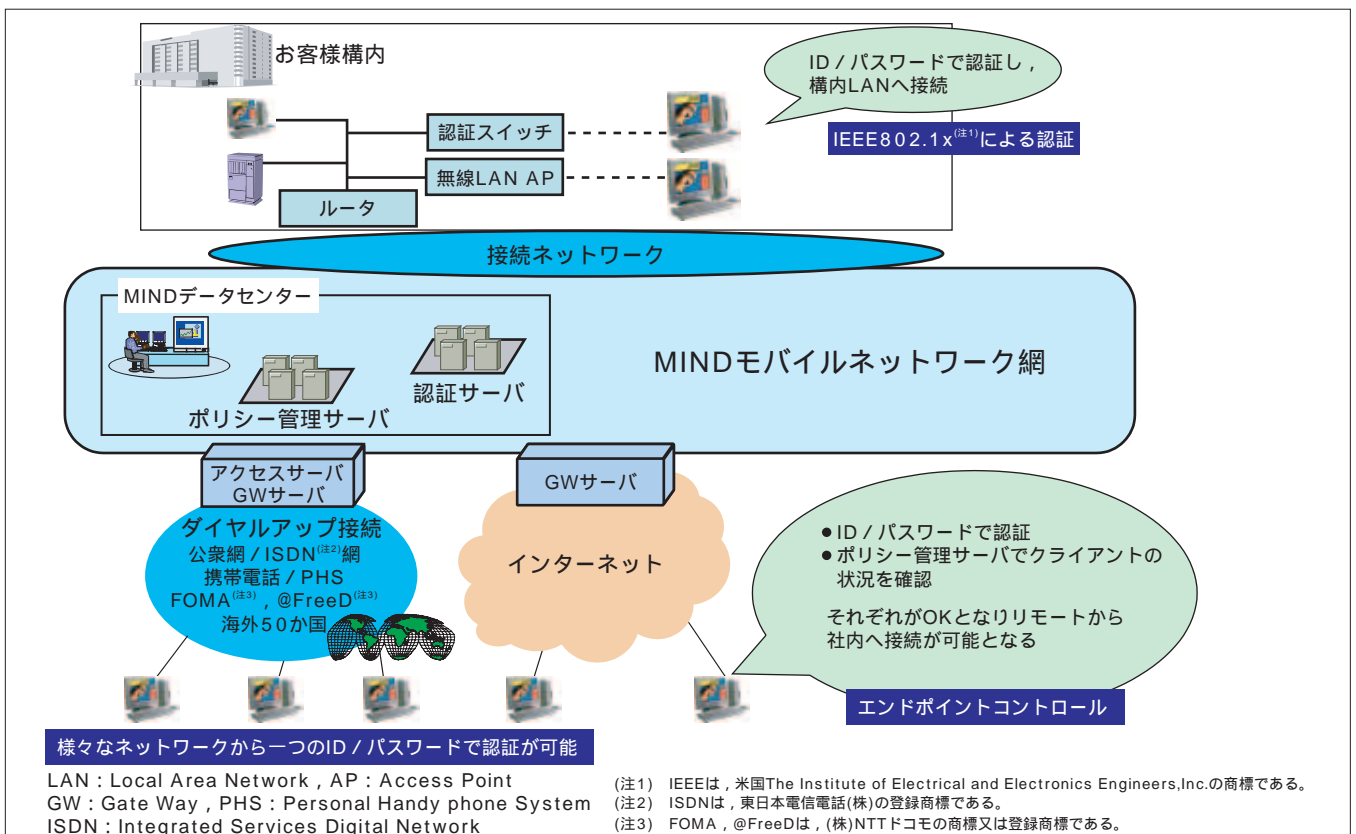 お客様構内
ID / パスワードで認証し，
構内LANへ接続
認証スイッチ
IEEE802.1x(注1)による認証
無線LAN AP
ルータ
接続ネットワーク
MINDデータセンター
MINDモバイルネットワーク網
認証サーバ
ポリシー管理サーバ
アクセスサーバ
GWサーバ
GWサーバ
ダイヤルアップ接続
公衆網 / ISDN(注2)網
携帯電話 / PHS
FOMA(注3)，@FreeD(注3)
海外50か国
インターネット
● ID / パスワードで認証
● ポリシー管理サーバでクライアントの
状況を確認
それぞれがOKとなりリモートから
社内へ接続が可能となる
エンドポイントコントロール
様々なネットワークから一つのID / パスワードで認証が可能
LAN：Local Area Network，AP：Access Point
GW：Gate Way，PHS：Personal Handy phone System
ISDN：Integrated Services Digital Network
(注1) IEEEは，米国The Institute of Electrical and Electronics Engineers,Inc.の商標である。
(注2) ISDNは，東日本電信電話(株)の登録商標である。
(注3) FOMA，@FreeDは，(株)NTTドコモの商標又は登録商標である。